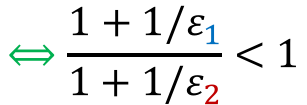 ⇔ (1 + 1/ε₁)/(1 + 1/ε₂) < 1